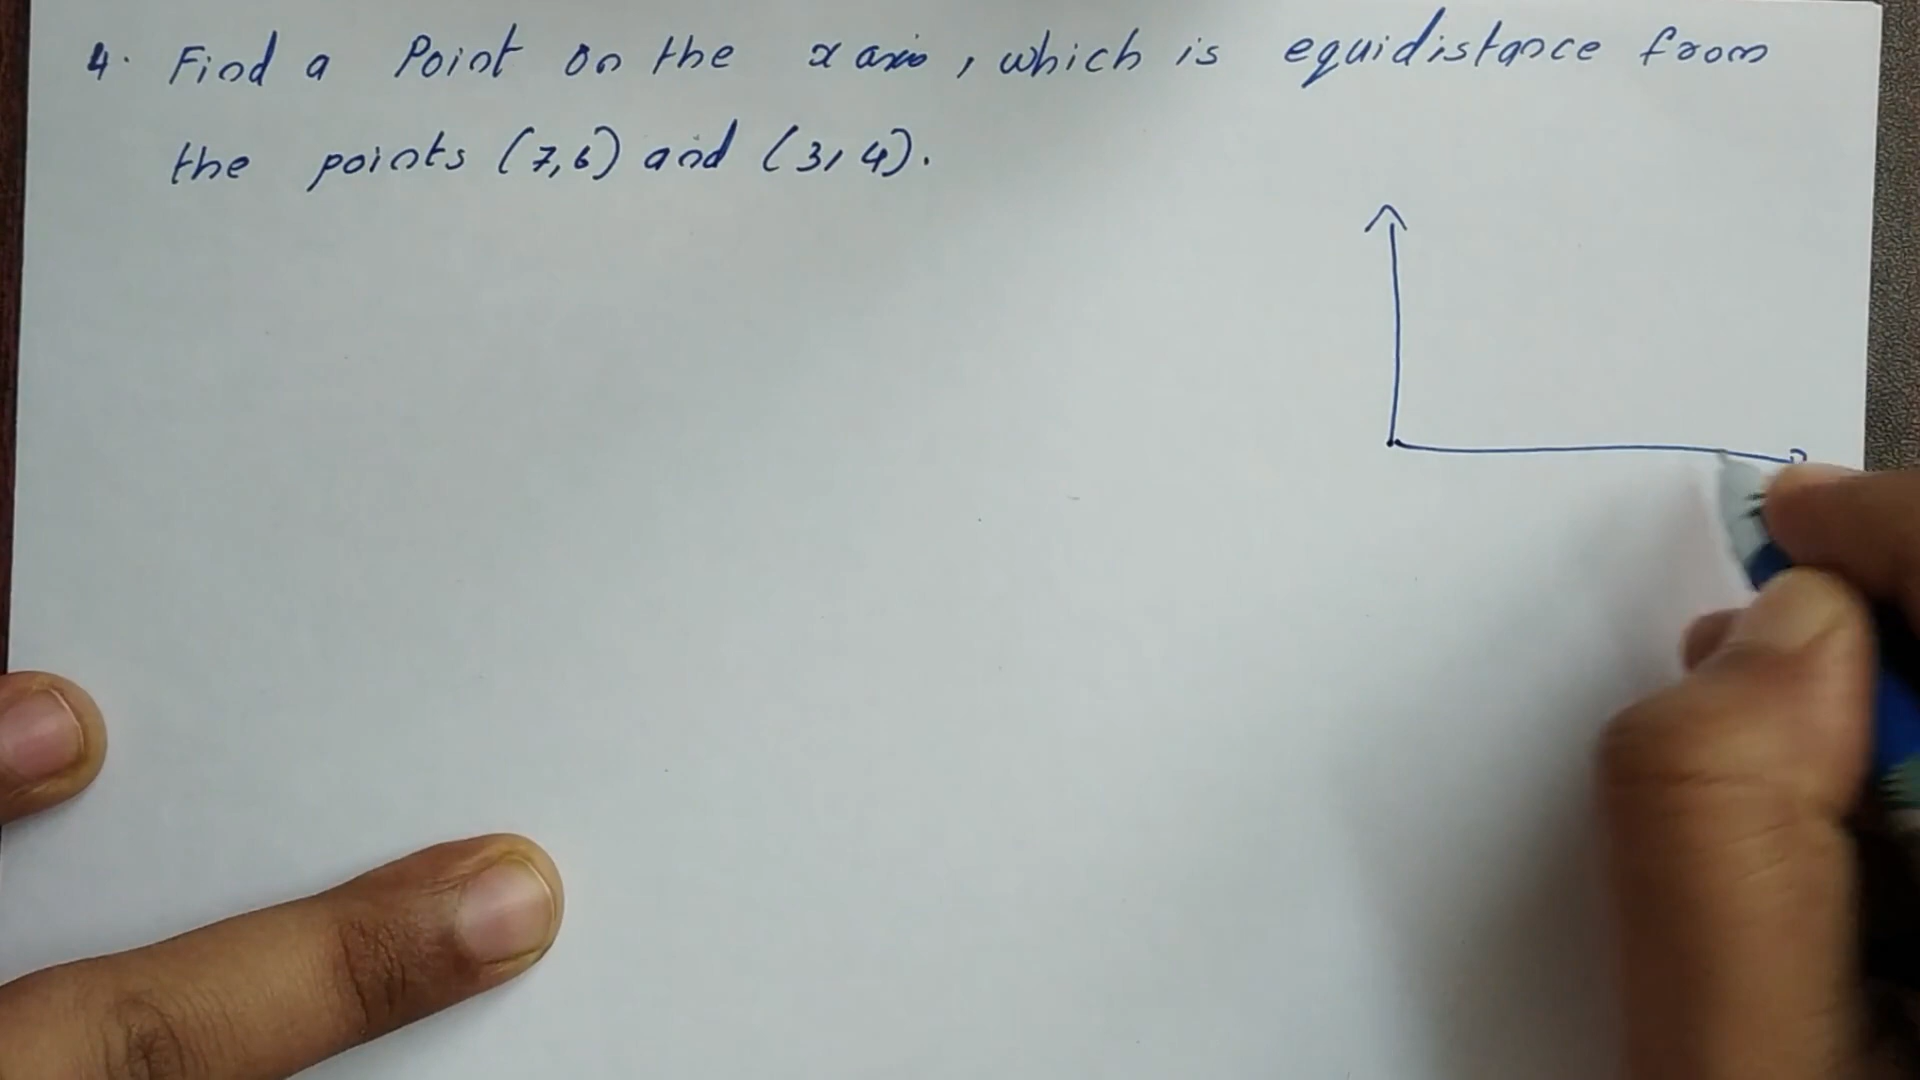 4. Find a Point on the x axis, which is equidistance from
the points (7,6) and (3,4).